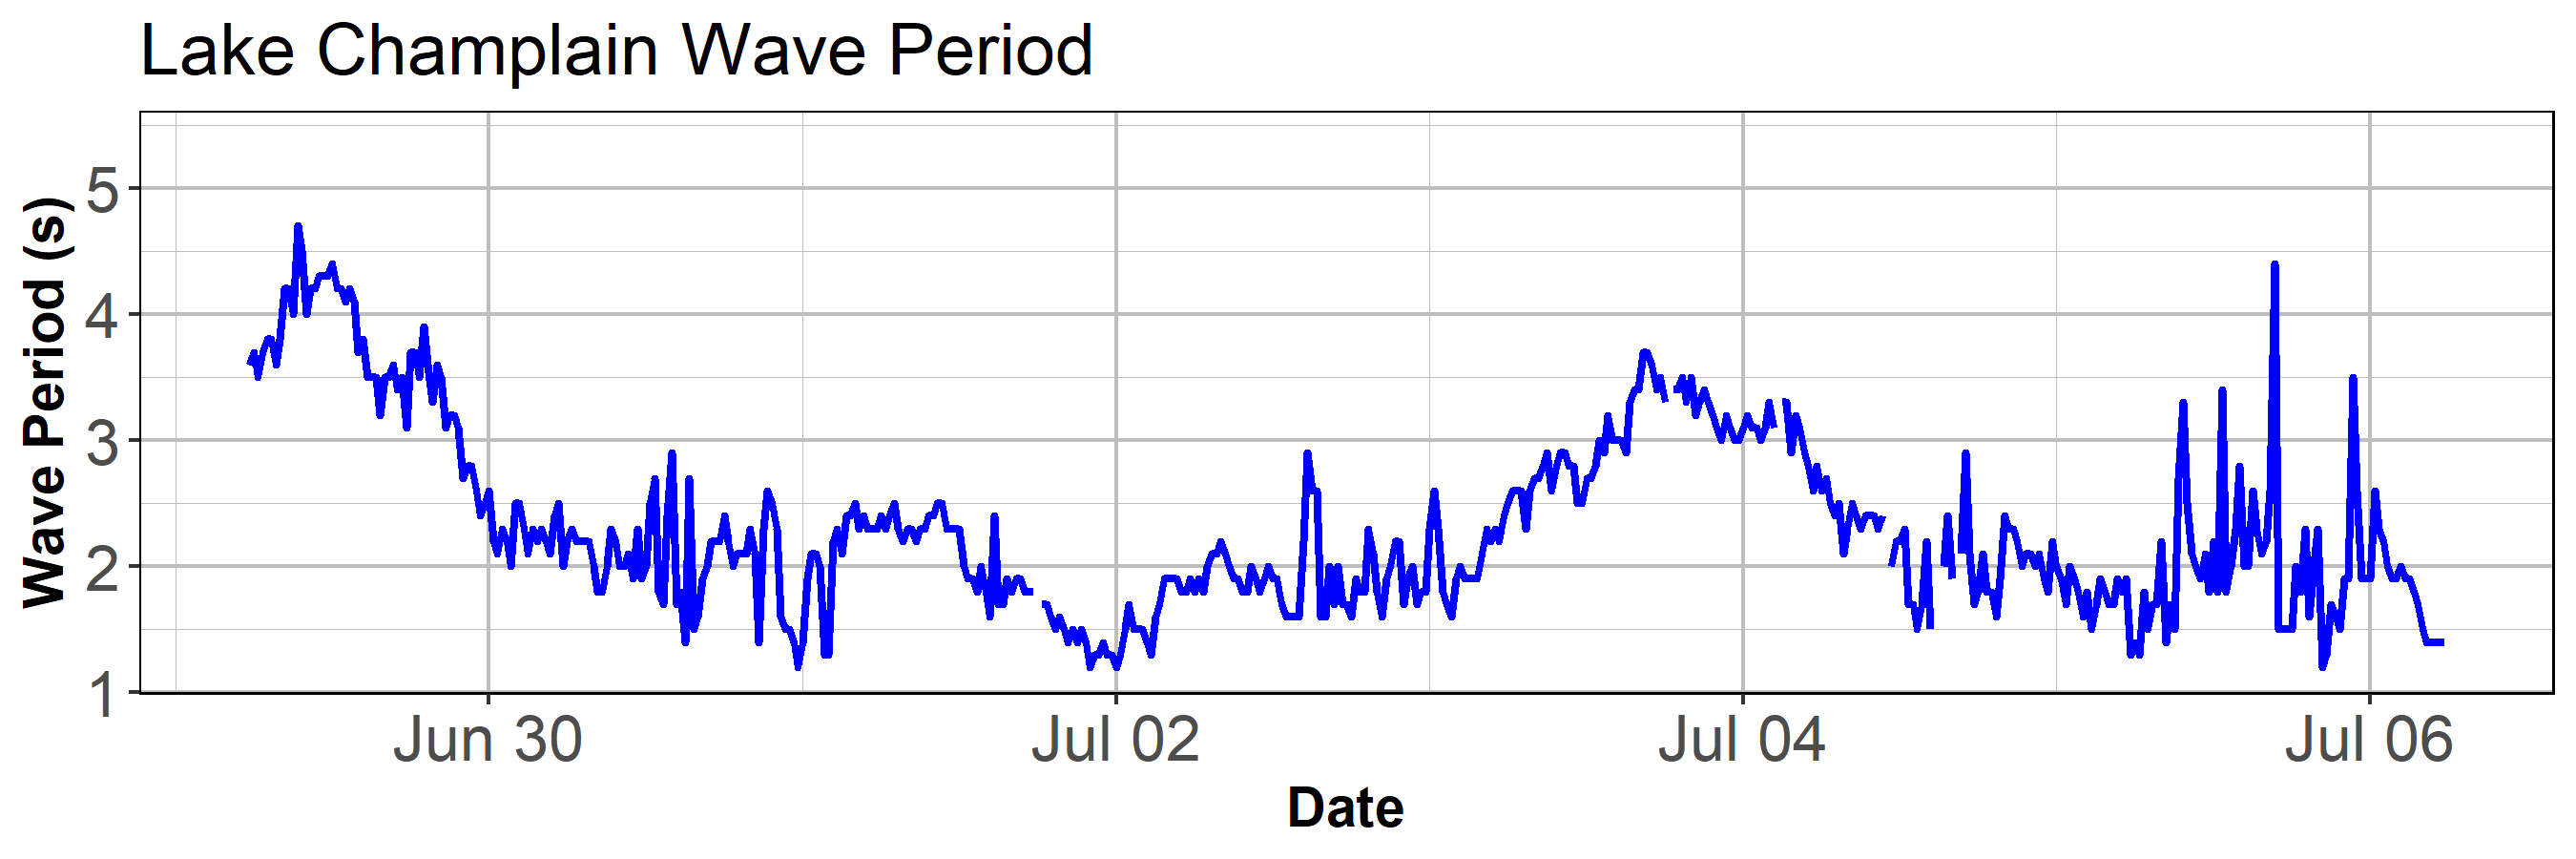 Lake Champlain Wave Period
Wave Period (s)
5
4
3
2
1
Jun 30
Jul 02
Jul 04
Jul 06
Date